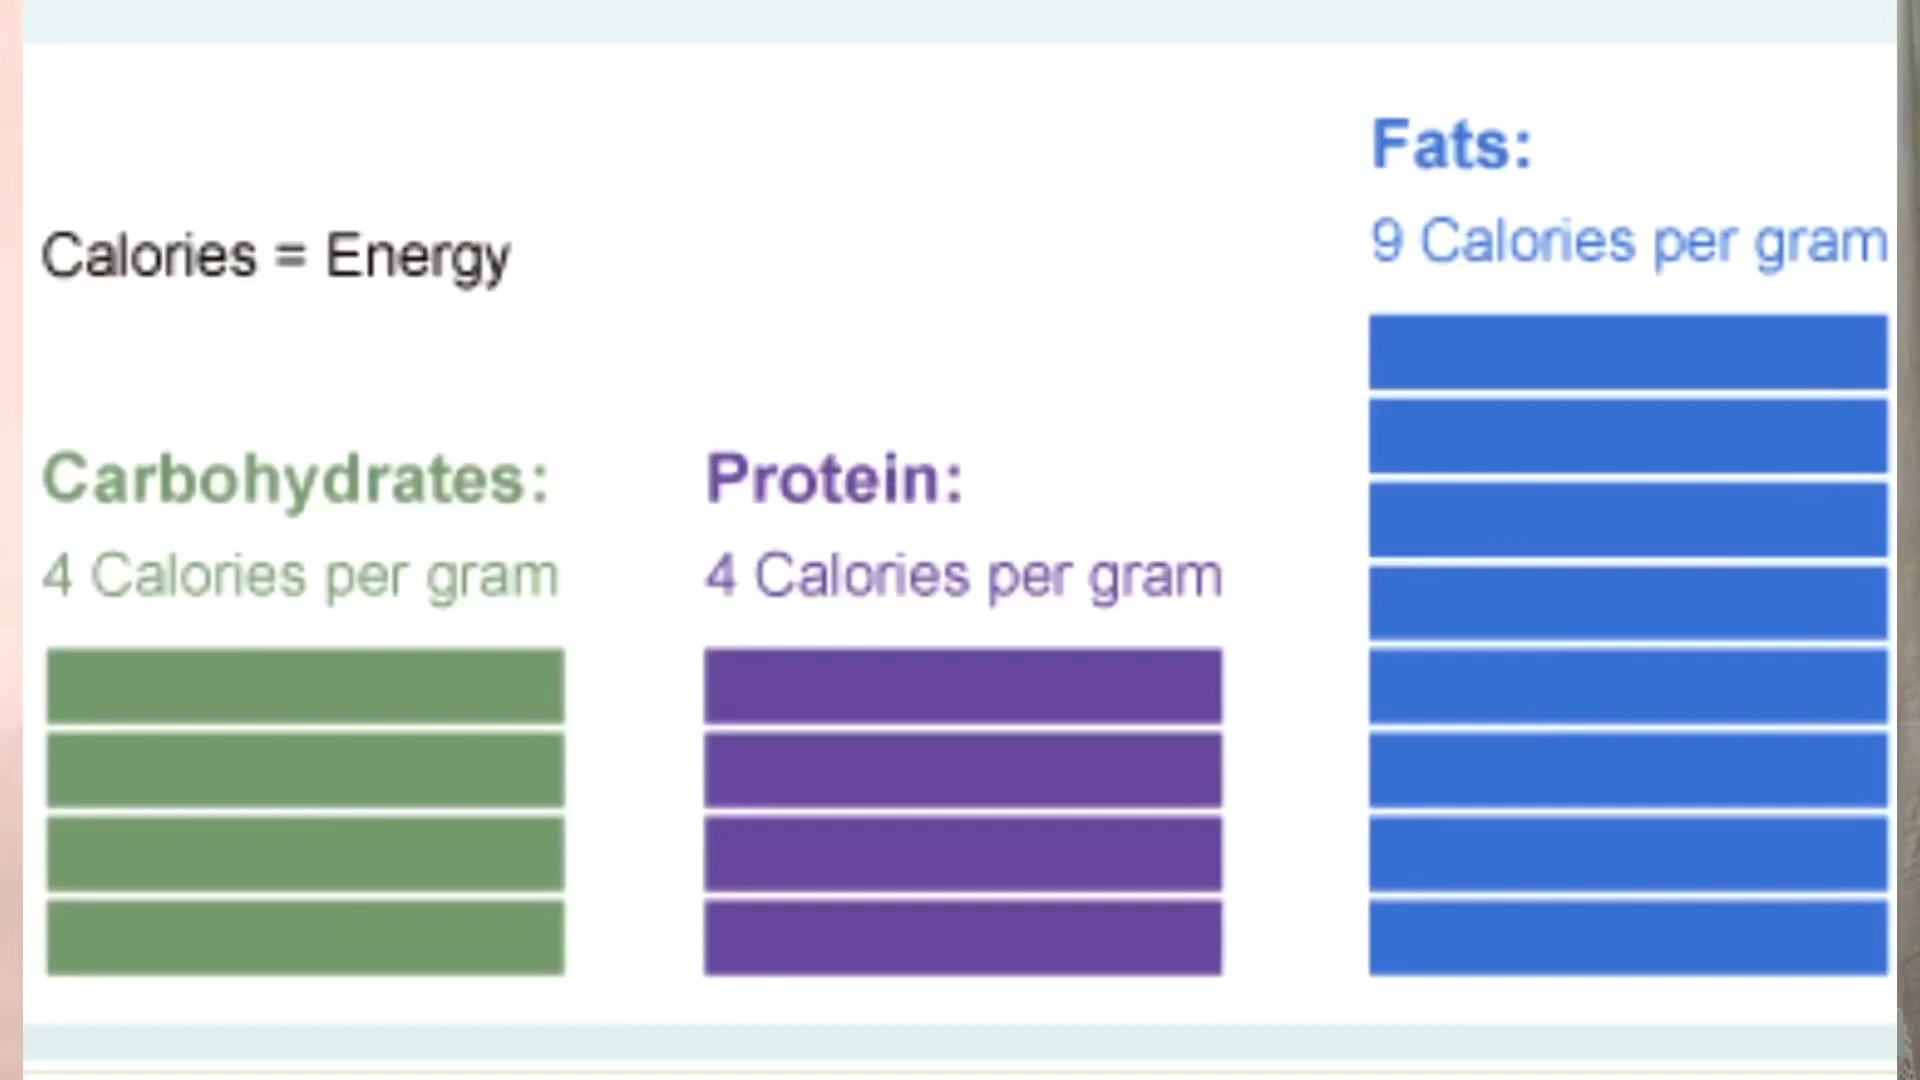 Calories = Energy
Carbohydrates:
4 Calories per gram
Protein:
4 Calories per gram
Fats:
9 Calories per gram